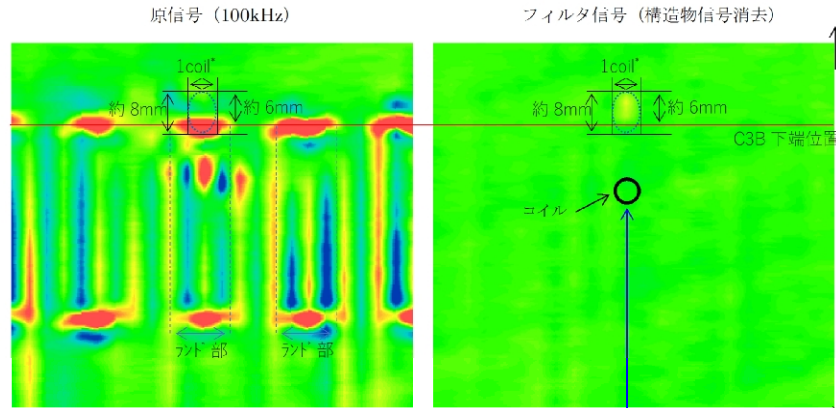 原信号（100kHz）
フィルタ信号（構造物信号消去）
1coil*
約 8mm
約 6mm
1coil*
約 8mm
約 6mm
C3B 下端位置
コイル
ﾗﾝﾄﾞ部
ﾗﾝﾄﾞ部